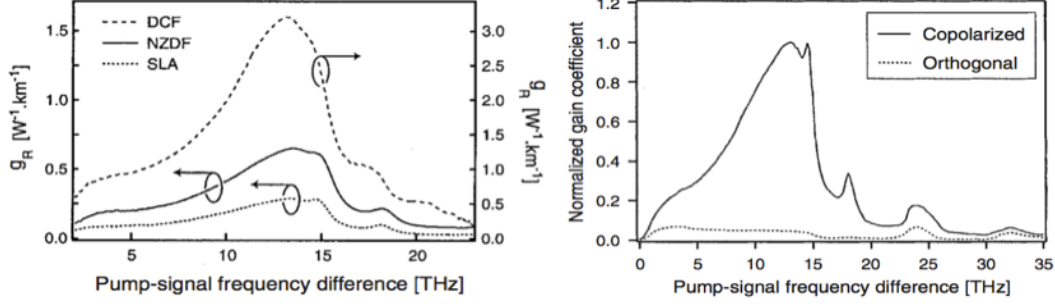 1.5
1.0
0.5
0.0
g_R [W⁻¹.km⁻¹]
DCF
NZDF
SLA
3.0
2.5
2.0
1.5
1.0
0.5
0.0
g_R [W⁻¹.km⁻¹]
5 10 15 20
Pump-signal frequency difference [THz]
1.2
1.0
0.8
0.6
0.4
0.2
0.0
Normalized gain coefficient
Copolarized
Orthogonal
0 5 10 15 20 25 30 35
Pump-signal frequency difference [THz]